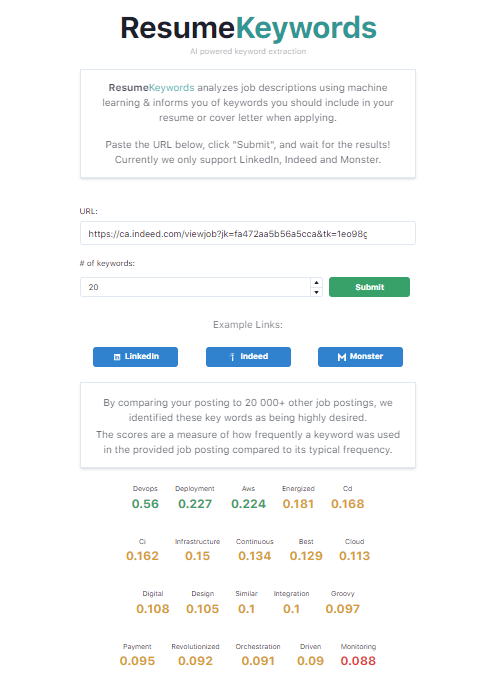 ResumeKeywords
AI powered keyword extraction
ResumeKeywords analyzes job descriptions using machine
learning & informs you of keywords you should include in your
resume or cover letter when applying.
Paste the URL below, click "Submit", and wait for the results!
Currently we only support LinkedIn, Indeed and Monster.
URL:
https://ca.indeed.com/viewjob?jk=fa472aa5b56a5cca&tk=1eo98g
# of keywords:
20 Submit
Example Links:
LinkedIn Indeed Monster
By comparing your posting to 20 000+ other job postings, we
identified these key words as being highly desired.
The scores are a measure of how frequently a keyword was used
in the provided job posting compared to its typical frequency.
Devops Deployment Aws Energized Cd
0.56 0.227 0.224 0.181 0.168
Ci Infrastructure Continuous Best Cloud
0.162 0.15 0.134 0.129 0.113
Digital Design Similar Integration Groovy
0.108 0.105 0.1 0.1 0.097
Payment Revolutionized Orchestration Driven Monitoring
0.095 0.092 0.091 0.09 0.088